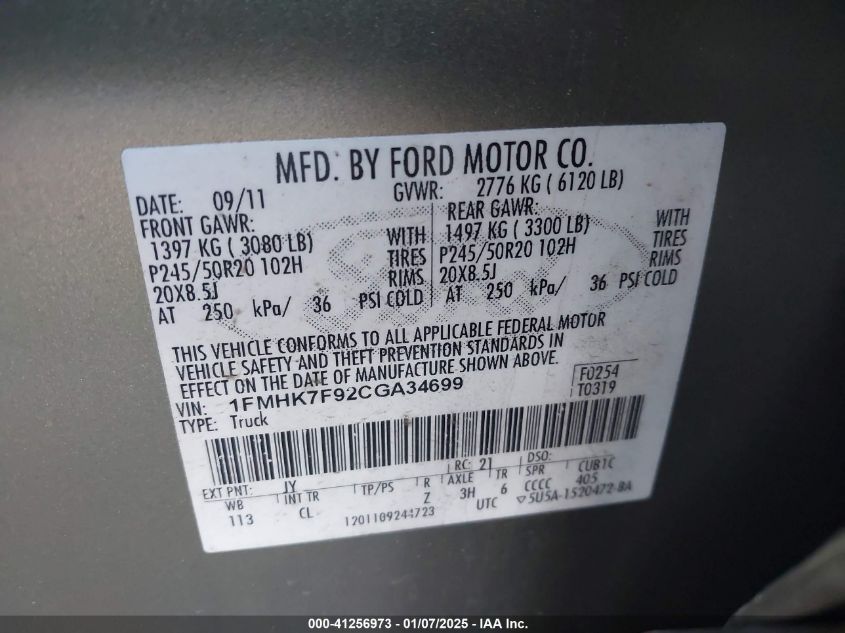 MFD. BY FORD MOTOR CO.
DATE: 09/11 GVWR: 2776 KG ( 6120 LB)
FRONT GAWR: REAR GAWR:
1397 KG ( 3080 LB) WITH 1497 KG ( 3300 LB) WITH
P245/50R20 102H TIRES P245/50R20 102H TIRES
20X8.5J RIMS 20X8.5J RIMS
AT 250 kPa/ 36 PSI COLD AT 250 kPa/ 36 PSI COLD
THIS VEHICLE CONFORMS TO ALL APPLICABLE FEDERAL MOTOR
VEHICLE SAFETY AND THEFT PREVENTION STANDARDS IN
EFFECT ON THE DATE OF MANUFACTURE SHOWN ABOVE.
VIN: 1FMHK7F92CGA34699 F0254
TYPE: Truck T0319
EXT PNT: JY RC: 21 DSO:
WB INT TR TP/PS R AXLE TR SPR CUBIC
113 CL Z 3H 6 CCCC 405
1201109244723 UTC ▽5U5A-1520472-BA
000-41256973 - 01/07/2025 - IAA Inc.